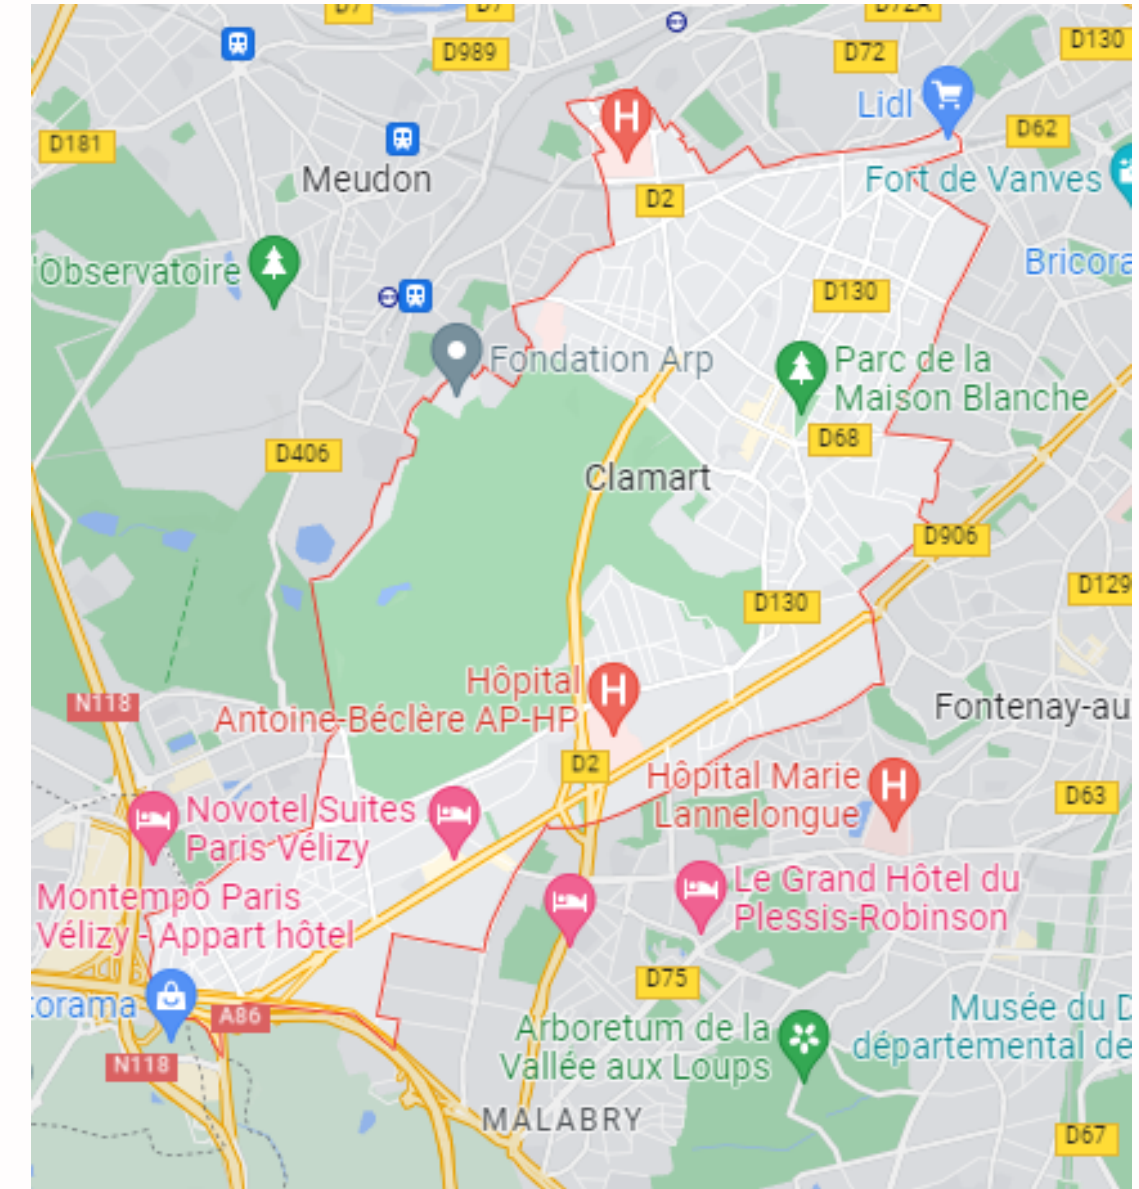 D7
D7
D72A
D989
D72
D130
Lidl
D62
D181
Meudon
D2
Fort de Vanves
'Observatoire
Bricora
D130
Fondation Arp
Parc de la
Maison Blanche
D406
D68
Clamart
D906
D129
D130
Hôpital
Antoine-Béclère AP-HP
N118
Fontenay-au
D2
Hôpital Marie
Lannelongue
D63
Novotel Suites
Paris Vélizy
Le Grand Hôtel du
Plessis-Robinson
Montempô Paris
Vélizy - Appart hôtel
D75
torama
A86
Musée du D
départemental de
Arboretum de la
Vallée aux Loups
N118
MALABRY
D67